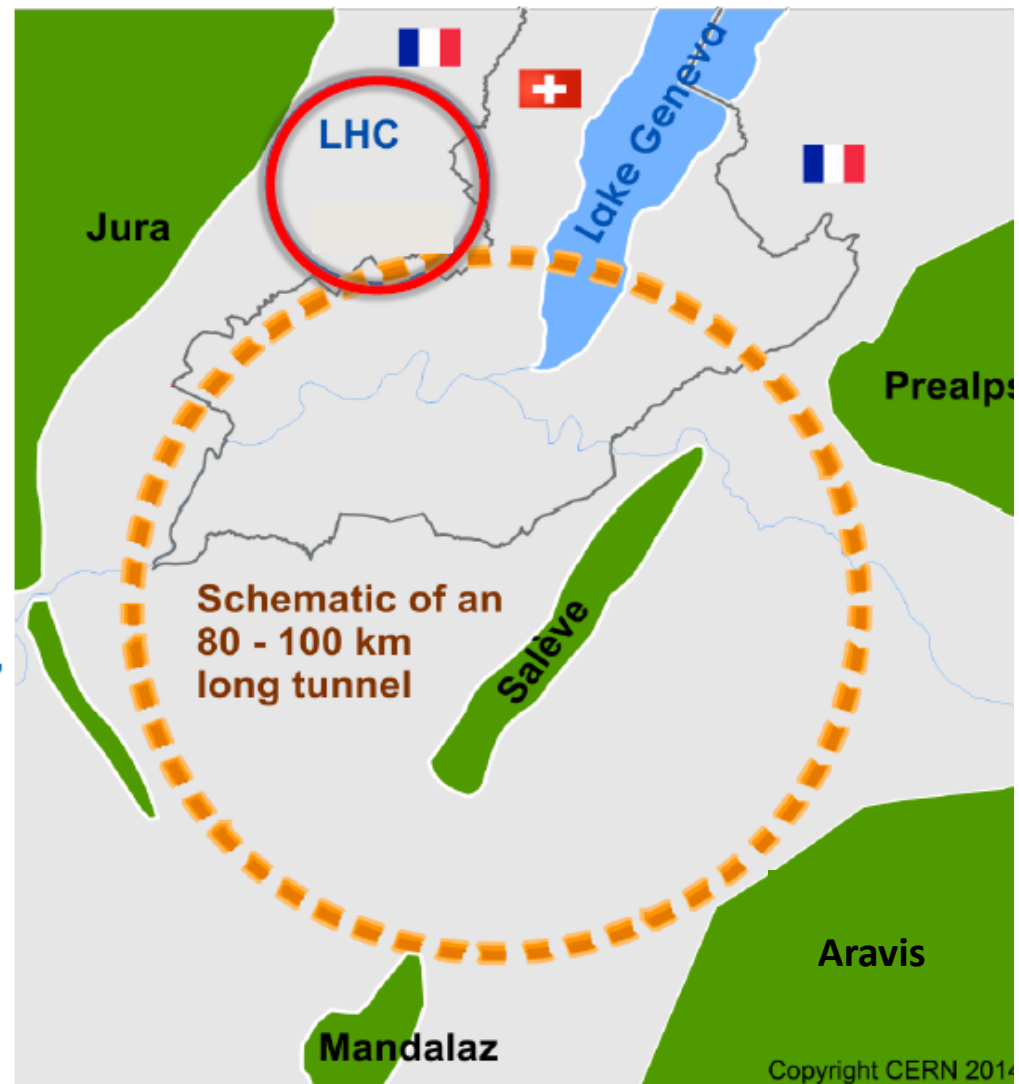 LHC
Lake Geneva
Jura
Prealps
Schematic of an
80 - 100 km
long tunnel
Salève
Aravis
Mandalaz
Copyright CERN 2014